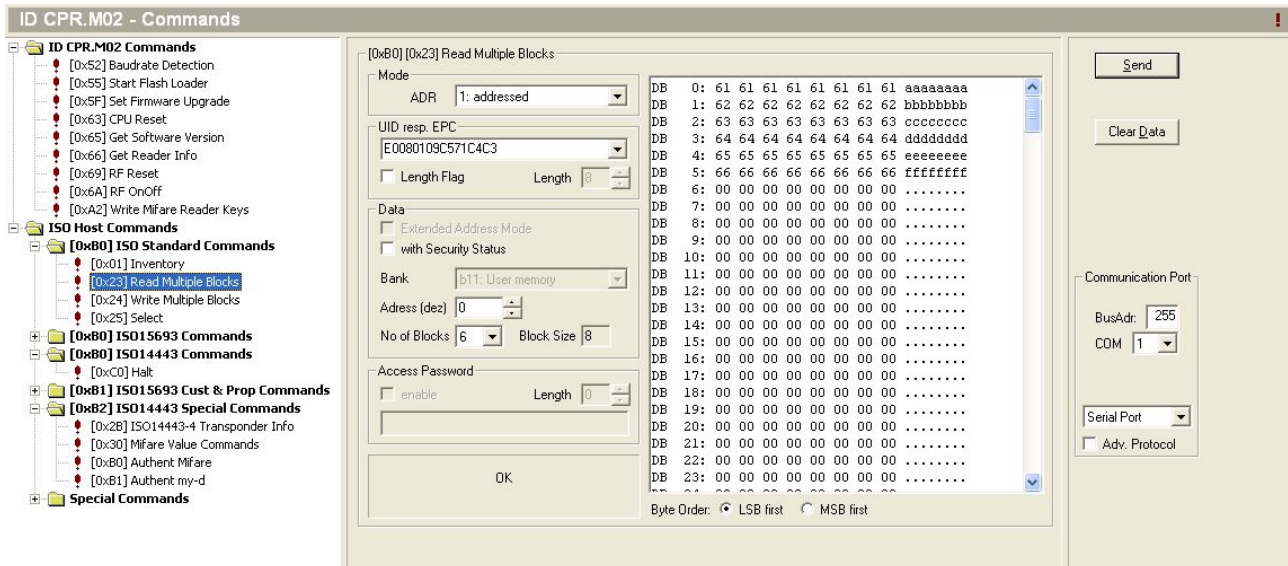 ID CPR.M02 - Commands
!
ID CPR.M02 Commands
[0x52] Baudrate Detection
[0x55] Start Flash Loader
[0x5F] Set Firmware Upgrade
[0x63] CPU Reset
[0x65] Get Software Version
[0x66] Get Reader Info
[0x69] RF Reset
[0x6A] RF OnOff
[0xA2] Write Mifare Reader Keys
ISO Host Commands
[0xB0] ISO Standard Commands
[0x01] Inventory
[0x23] Read Multiple Blocks
[0x24] Write Multiple Blocks
[0x25] Select
[0xB0] ISO15693 Commands
[0xB0] ISO14443 Commands
[0xC0] Halt
[0xB1] ISO15693 Cust & Prop Commands
[0xB2] ISO14443 Special Commands
[0x2B] ISO14443-4 Transponder Info
[0x30] Mifare Value Commands
[0xB0] Authent Mifare
[0xB1] Authent my-d
Special Commands
[0xB0] [0x23] Read Multiple Blocks
Mode
ADR 1: addressed
UID resp. EPC
E0080109C571C4C3
Length Flag Length 8
Data
Extended Address Mode
with Security Status
Bank b11: User memory
Adress (dez) 0
No of Blocks 6 Block Size 8
Access Password
enable Length 0
OK
DB 0: 61 61 61 61 61 61 61 61 aaaaaaaa
DB 1: 62 62 62 62 62 62 62 62 bbbbbbbb
DB 2: 63 63 63 63 63 63 63 63 cccccccc
DB 3: 64 64 64 64 64 64 64 64 dddddddd
DB 4: 65 65 65 65 65 65 65 65 eeeeeeee
DB 5: 66 66 66 66 66 66 66 66 ffffffff
DB 6: 00 00 00 00 00 00 00 00 ........
DB 7: 00 00 00 00 00 00 00 00 ........
DB 8: 00 00 00 00 00 00 00 00 ........
DB 9: 00 00 00 00 00 00 00 00 ........
DB 10: 00 00 00 00 00 00 00 00 ........
DB 11: 00 00 00 00 00 00 00 00 ........
DB 12: 00 00 00 00 00 00 00 00 ........
DB 13: 00 00 00 00 00 00 00 00 ........
DB 14: 00 00 00 00 00 00 00 00 ........
DB 15: 00 00 00 00 00 00 00 00 ........
DB 16: 00 00 00 00 00 00 00 00 ........
DB 17: 00 00 00 00 00 00 00 00 ........
DB 18: 00 00 00 00 00 00 00 00 ........
DB 19: 00 00 00 00 00 00 00 00 ........
DB 20: 00 00 00 00 00 00 00 00 ........
DB 21: 00 00 00 00 00 00 00 00 ........
DB 22: 00 00 00 00 00 00 00 00 ........
DB 23: 00 00 00 00 00 00 00 00 ........
Byte Order: LSB first MSB first
Send
Clear Data
Communication Port
BusAdr: 255
COM 1
Serial Port
Adv. Protocol